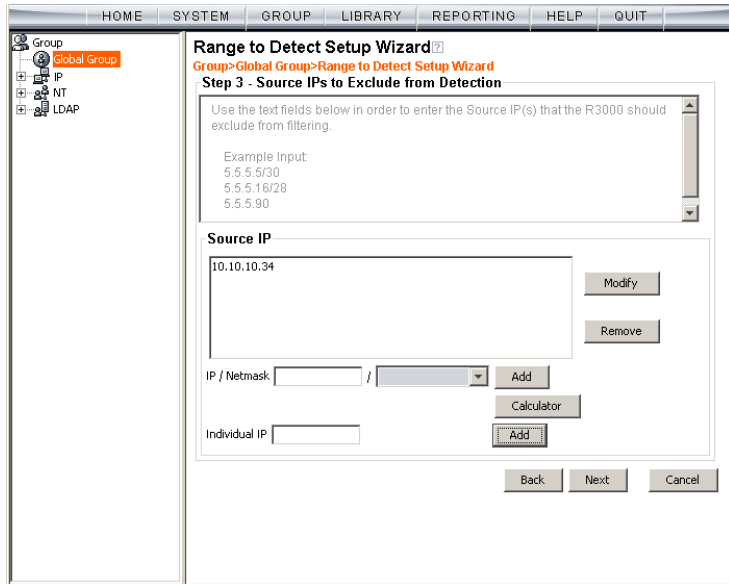 HOME SYSTEM GROUP LIBRARY REPORTING HELP QUIT
Group
Global Group
IP
NT
LDAP
Range to Detect Setup Wizard?
Group>Global Group>Range to Detect Setup Wizard
Step 3 - Source IPs to Exclude from Detection
Use the text fields below in order to enter the Source IP(s) that the R3000 should
exclude from filtering.
Example Input:
5.5.5.5/30
5.5.5.16/28
5.5.5.90
Source IP
10.10.10.34
Modify
Remove
IP / Netmask / Add
Calculator
Individual IP Add
Back Next Cancel